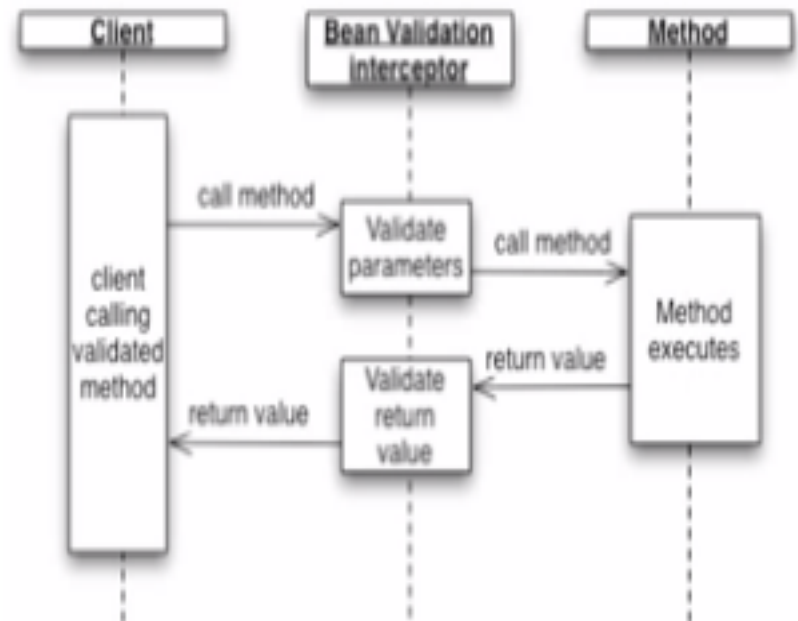 Client
Bean Validation
interceptor
Method
call method
Validate
parameters
call method
client
calling
validated
method
Method
executes
return value
Validate
return
value
return value